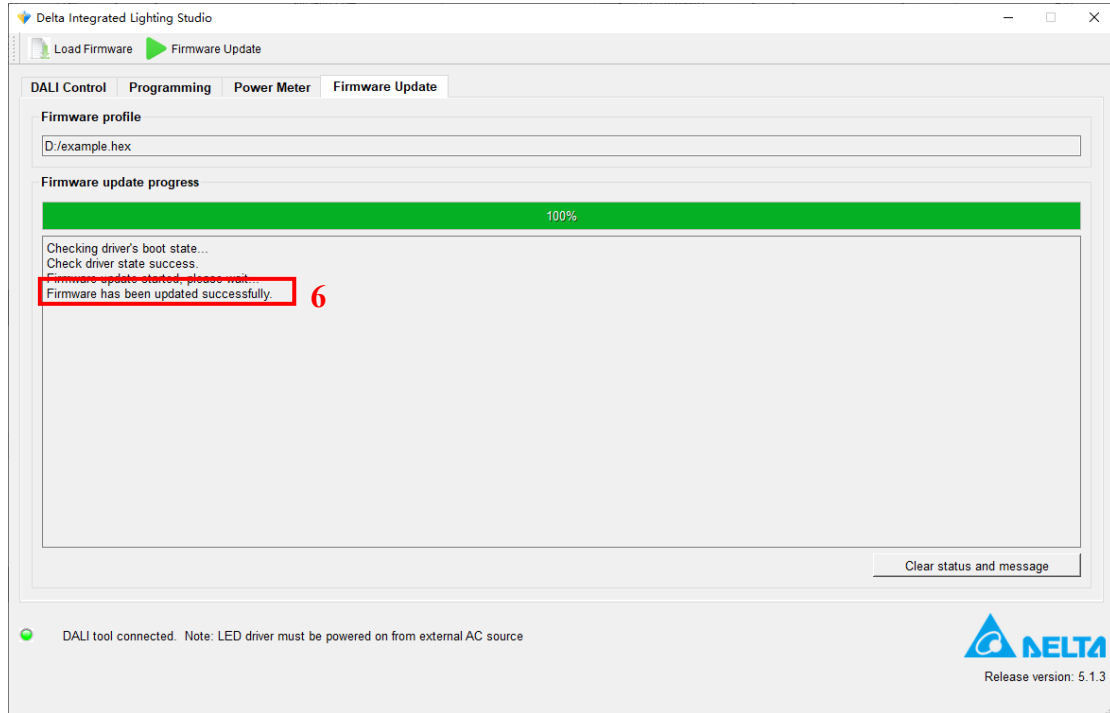 Delta Integrated Lighting Studio
Load Firmware Firmware Update
DALI Control Programming Power Meter Firmware Update
Firmware profile
D:/example.hex
Firmware update progress
100%
Checking driver's boot state...
Check driver state success.
Firmware update started, please wait...
Firmware has been updated successfully.
6
Clear status and message
DALI tool connected. Note: LED driver must be powered on from external AC source
DELTA
Release version: 5.1.3